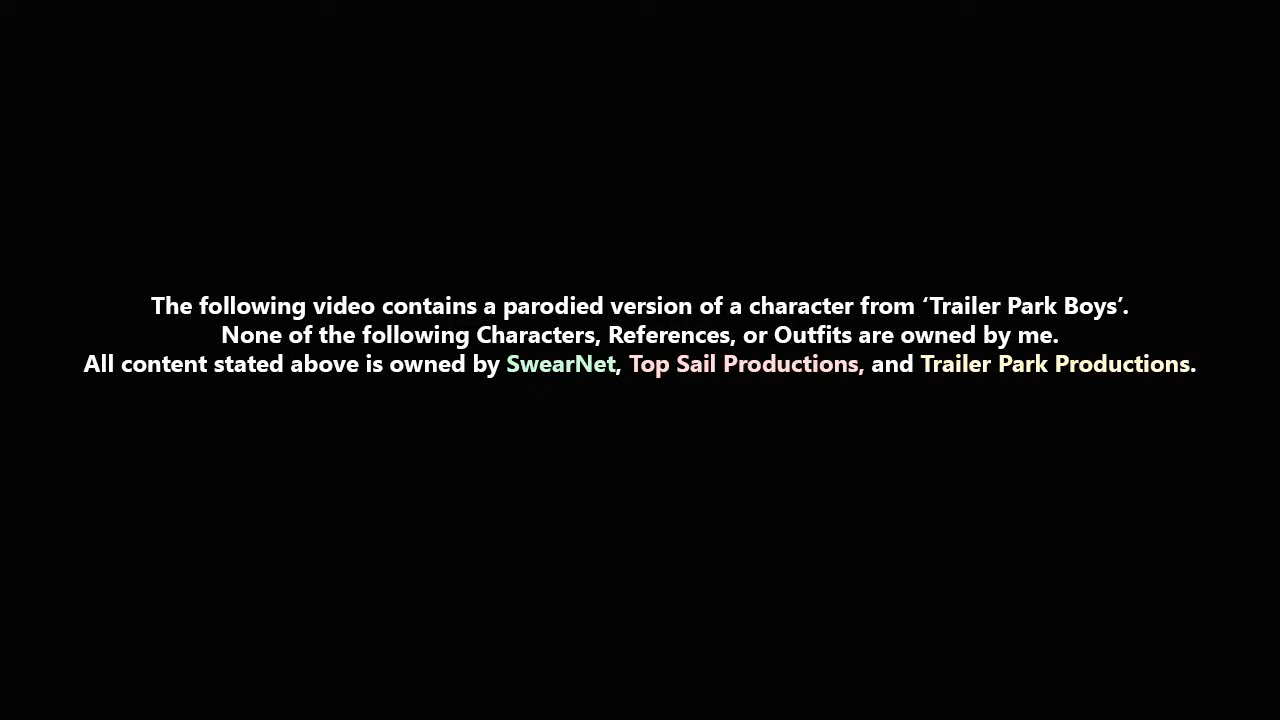 The following video contains a parodied version of a character from ‘Trailer Park Boys’.
None of the following Characters, References, or Outfits are owned by me.
All content stated above is owned by SwearNet, Top Sail Productions, and Trailer Park Productions.